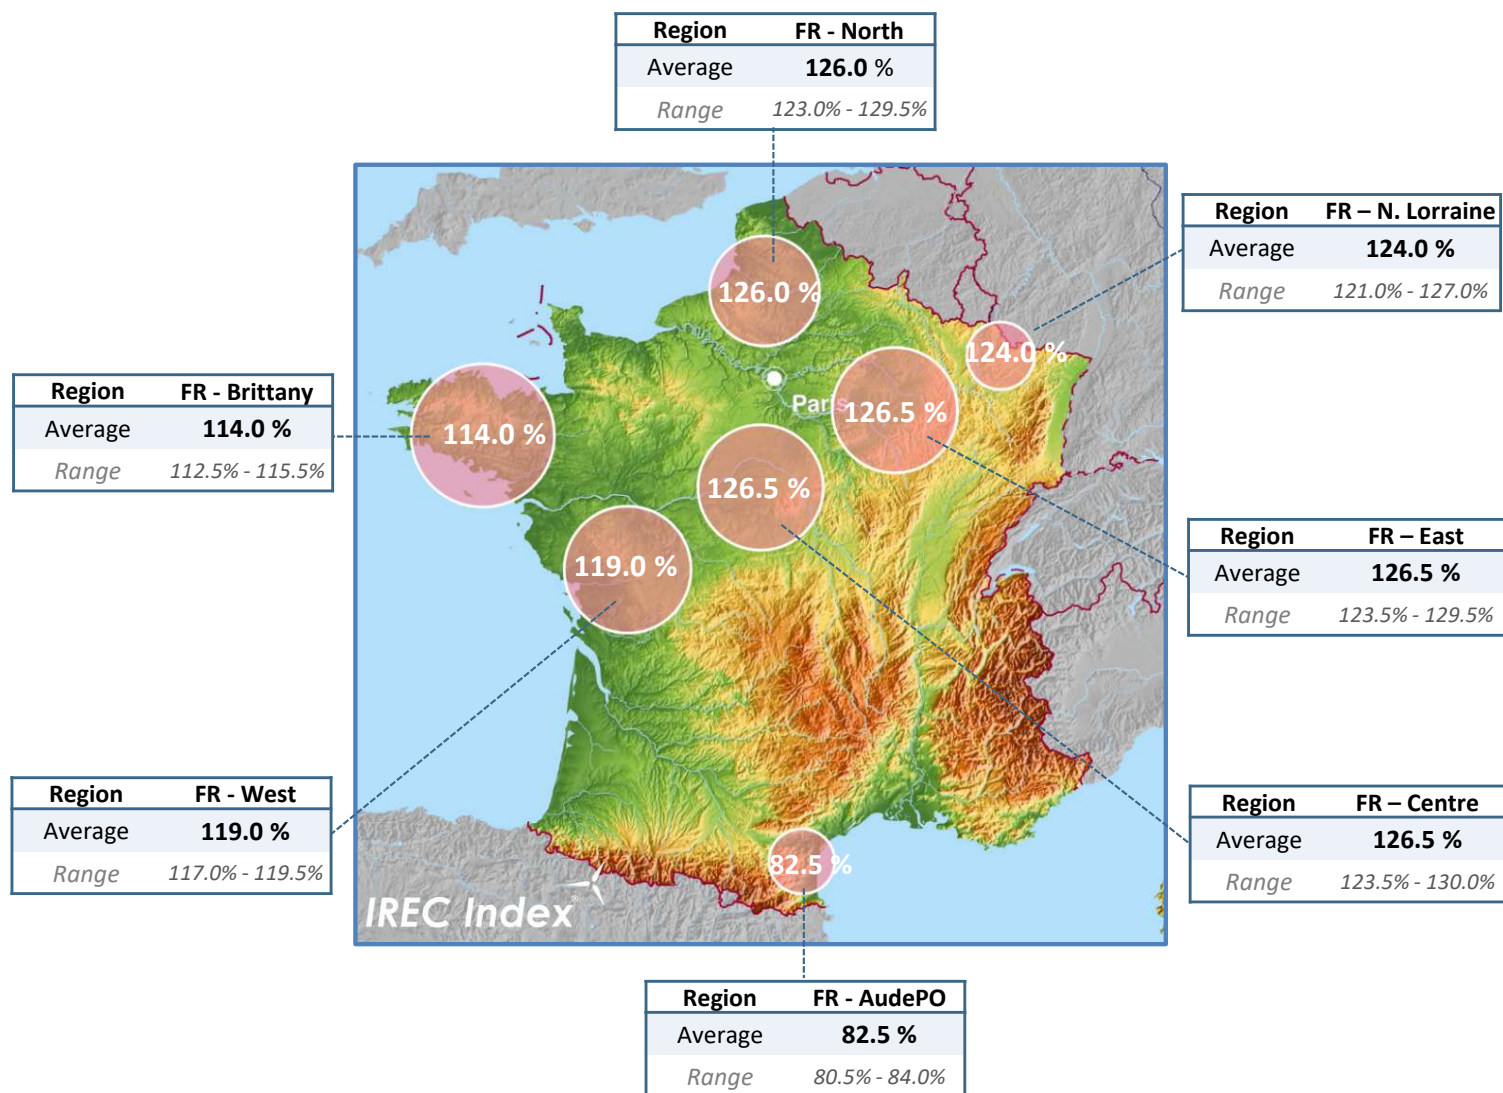 Region FR - North
Average 126.0 %
Range 123.0% - 129.5%
Region FR – N. Lorraine
Average 124.0 %
Range 121.0% - 127.0%
126.0 %
124.0 %
Paris
Region FR - Brittany
Average 114.0 %
Range 112.5% - 115.5%
114.0 %
126.5 %
126.5 %
Region FR – East
Average 126.5 %
Range 123.5% - 129.5%
119.0 %
Region FR - West
Average 119.0 %
Range 117.0% - 119.5%
Region FR – Centre
Average 126.5 %
Range 123.5% - 130.0%
82.5 %
IREC Index®
Region FR - AudePO
Average 82.5 %
Range 80.5% - 84.0%